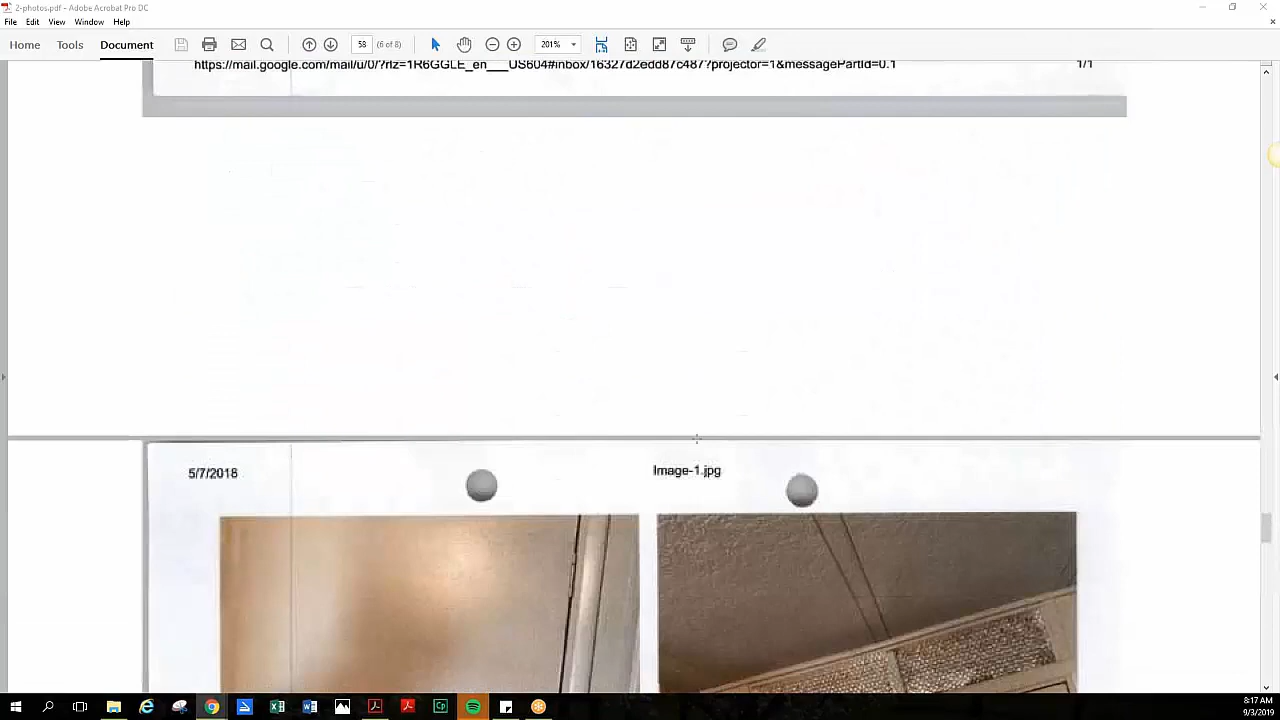 2-photos.pdf - Adobe Acrobat Pro DC
File Edit View Window Help
Home Tools Document 58 (6 of 8) 201%
https://mail.google.com/mail/u/0/?rlz=1R6GGLE_en___US604#inbox/16327d2edd87c487?projector=1&messagePartId=0.1 1/1
5/7/2018 Image-1.jpg
8:17 AM
9/3/2019